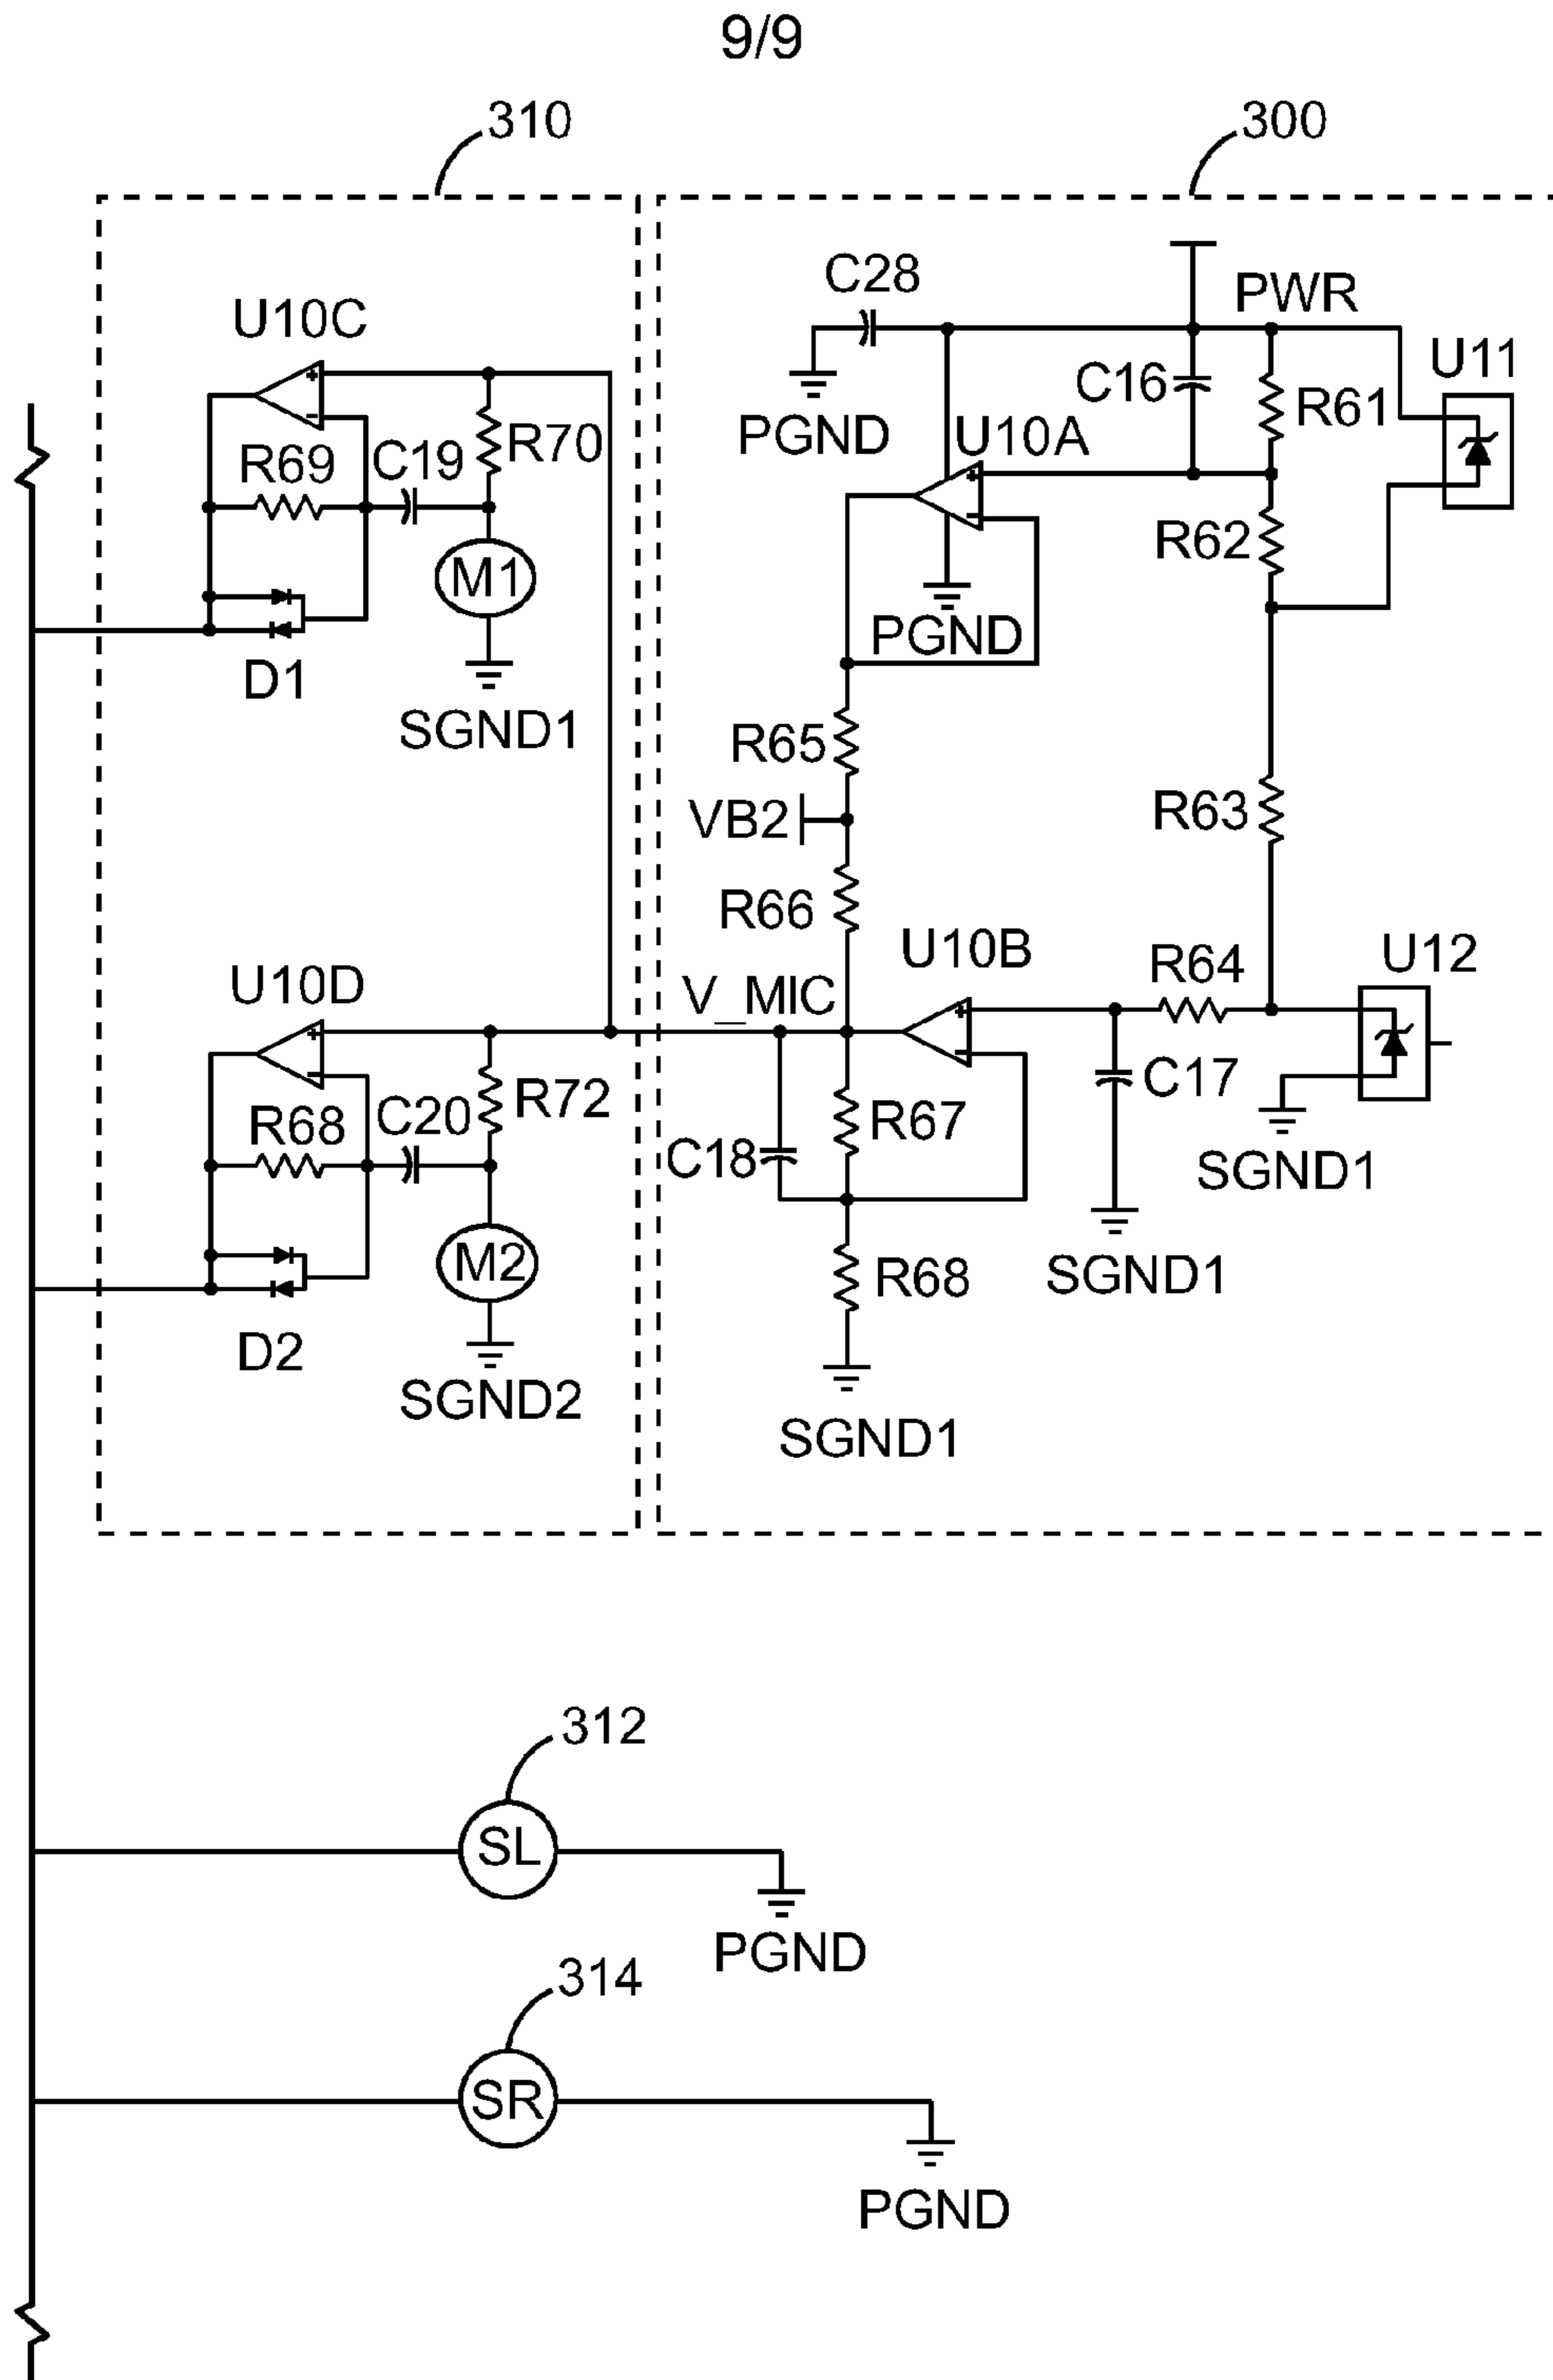 9/9
310
300
C28
PWR
U10C
U11
C16
R61
PGND
U10A
R69
C19
R70
R62
M1
PGND
D1
SGND1
R65
VB2
R63
R66
U10B
R64
U12
U10D
V_MIC
R68
C20
R72
C18
R67
C17
SGND1
M2
R68
SGND1
D2
SGND2
SGND1
312
SL
PGND
314
SR
PGND